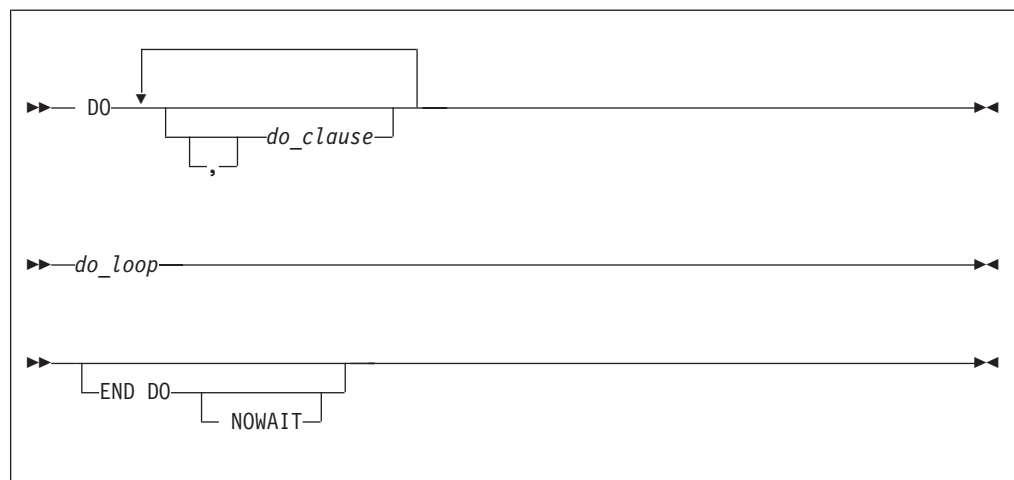 DO
do_clause
,
do_loop
END DO
NOWAIT